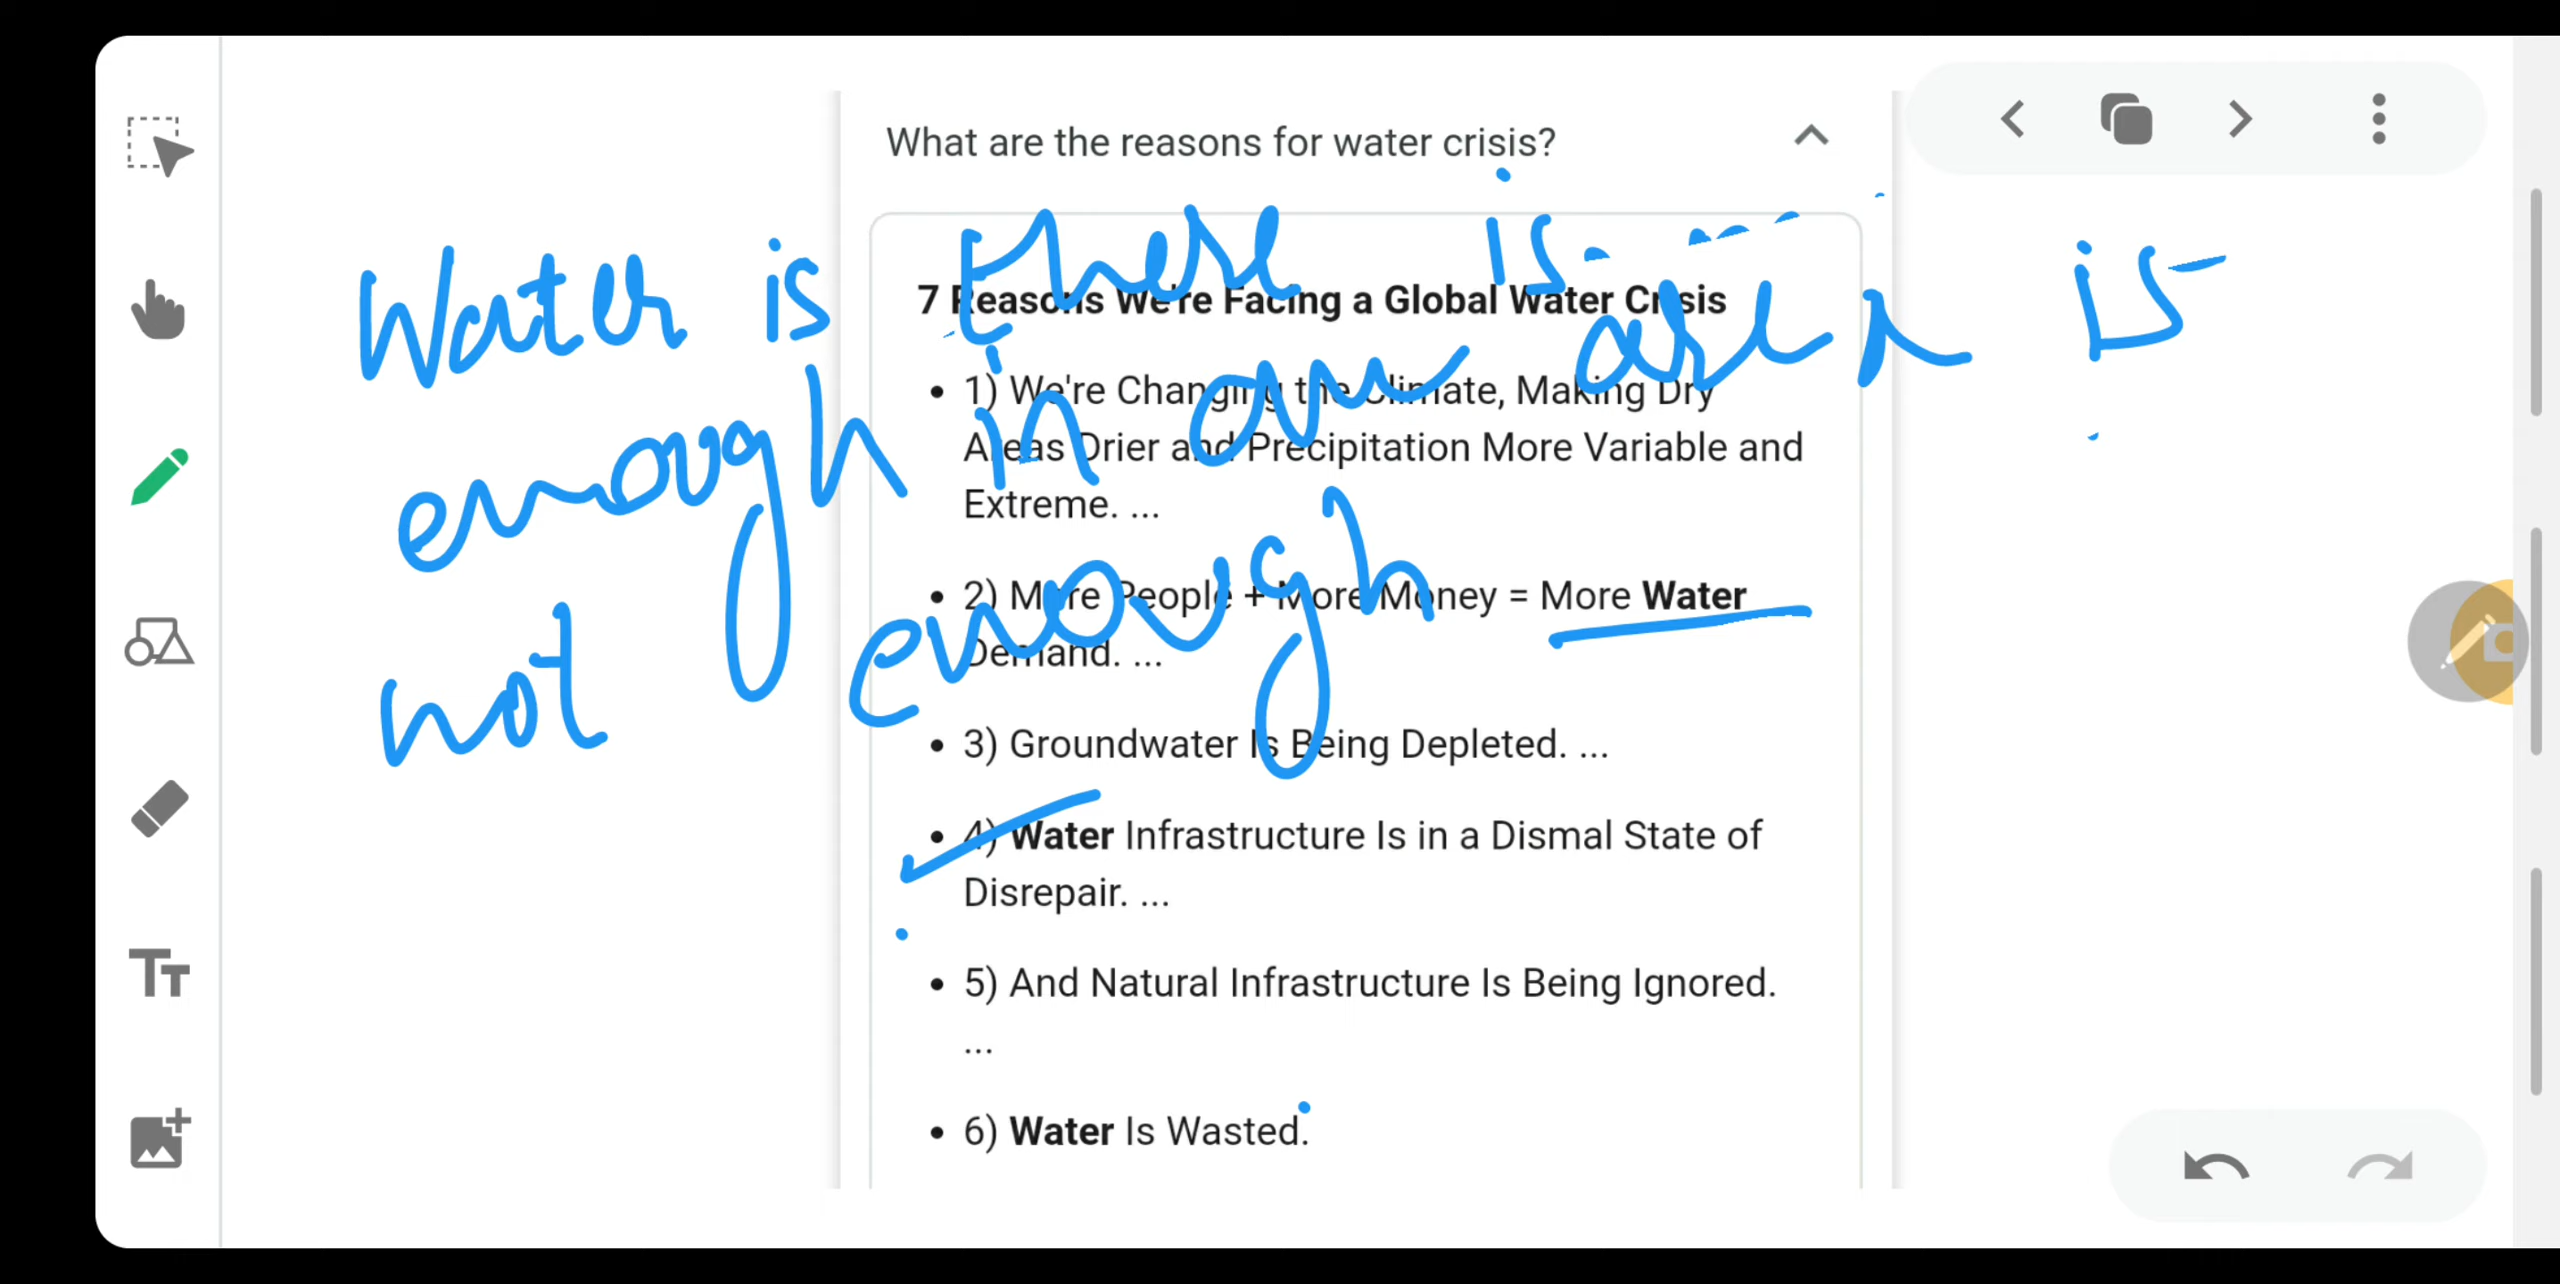 What are the reasons for water crisis?
7 Reasons We're Facing a Global Water Crisis
1) We're Changing the Climate, Making Dry
Areas Drier and Precipitation More Variable and
Extreme. ...
2) More People + More Money = More Water
Demand. ...
3) Groundwater Is Being Depleted. ...
4) Water Infrastructure Is in a Dismal State of
Disrepair. ...
5) And Natural Infrastructure Is Being Ignored.
...
6) Water Is Wasted.
Water is there is
is
enough in our area
not enough
Tт